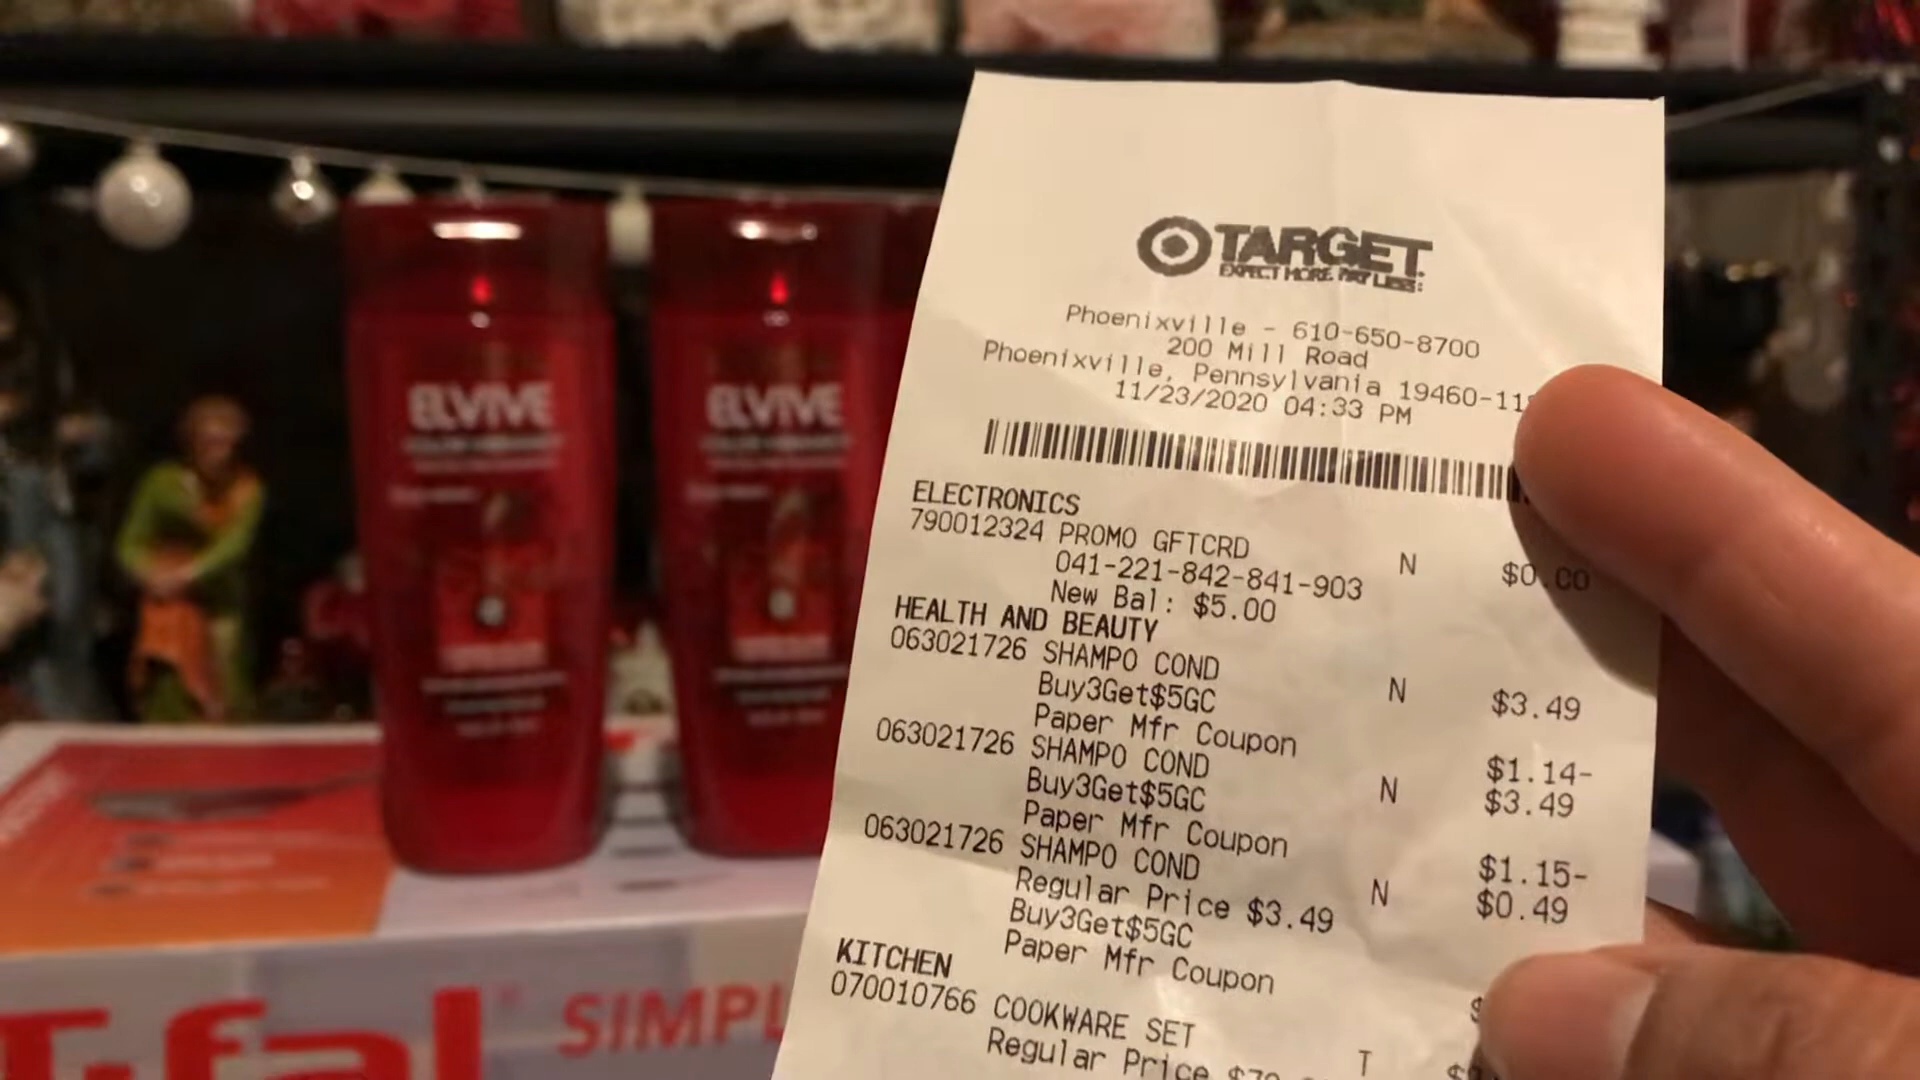 TARGET
EXPECT MORE. PAY LESS.
Phoenixville - 610-650-8700
200 Mill Road
Phoenixville, Pennsylvania 19460-11
11/23/2020 04:33 PM
ELECTRONICS
790012324 PROMO GFTCRD N $0.00
041-221-842-841-903
New Bal: $5.00
HEALTH AND BEAUTY
063021726 SHAMPO COND N $3.49
Buy3Get$5GC
Paper Mfr Coupon $1.14-
063021726 SHAMPO COND N $3.49
Buy3Get$5GC
Paper Mfr Coupon $1.15-
063021726 SHAMPO COND N $0.49
Regular Price $3.49
Buy3Get$5GC
Paper Mfr Coupon $
KITCHEN
070010766 COOKWARE SET T
Regular Price
ELVIVE
ELVIVE
T-fal SIMPL